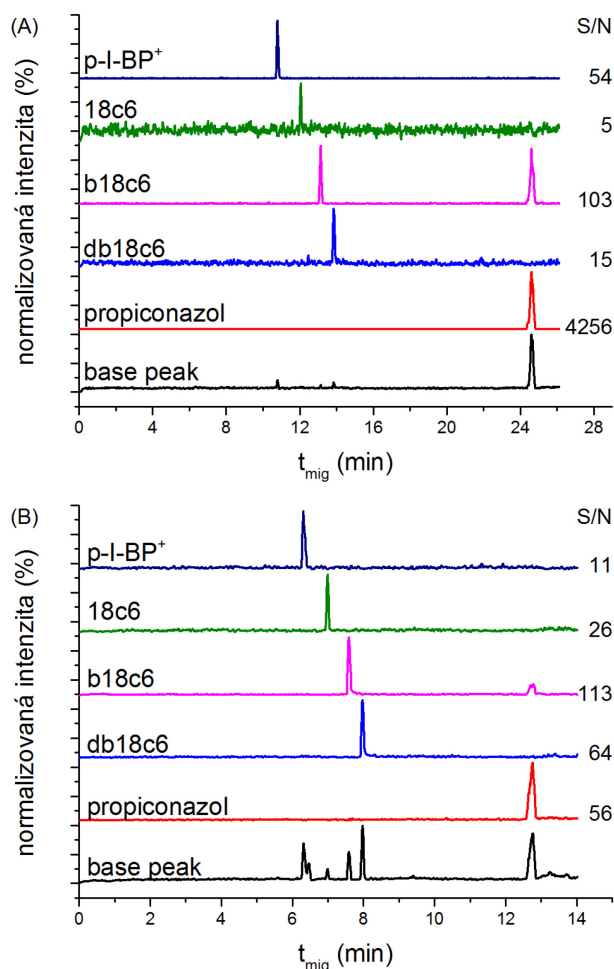 (A)
S/N
p-I-BP⁺
54
18c6
5
b18c6
103
db18c6
15
propiconazol
4256
base peak
normalizovaná intenzita (%)
0 4 8 12 16 20 24 28
t_mig (min)
(B)
S/N
p-I-BP⁺
11
18c6
26
b18c6
113
db18c6
64
propiconazol
56
base peak
normalizovaná intenzita (%)
0 2 4 6 8 10 12 14
t_mig (min)